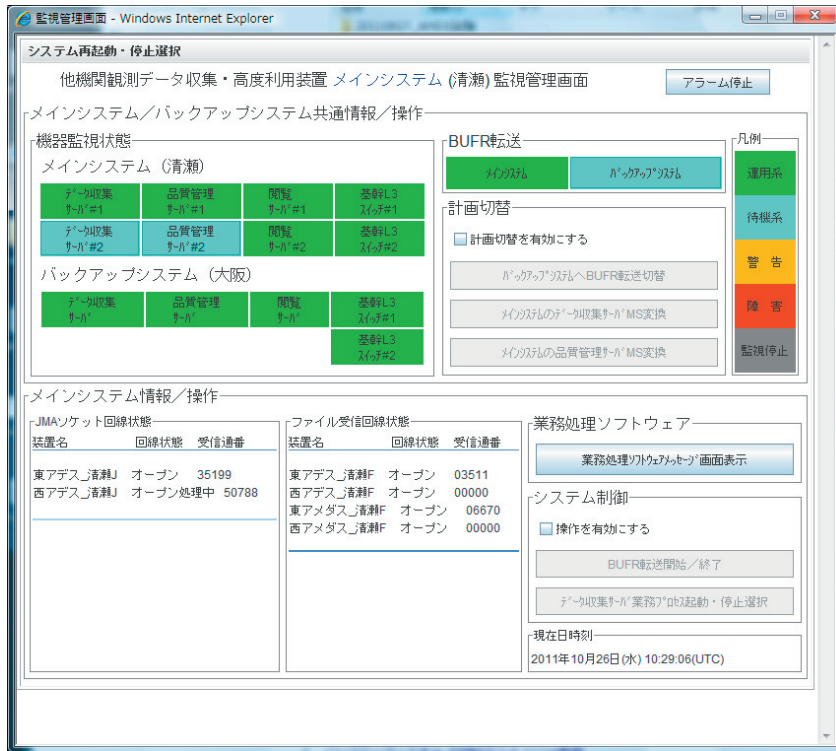 監視管理画面 - Windows Internet Explorer
システム再起動・停止選択
他機関観測データ収集・高度利用装置 メインシステム (清瀬) 監視管理画面
アラーム停止
メインシステム／バックアップシステム共通情報／操作
機器監視状態
メインシステム（清瀬）
ﾃﾞｰﾀ収集 ｻｰﾊﾞ#1
品質管理 ｻｰﾊﾞ#1
閲覧 ｻｰﾊﾞ#1
基幹L3 ｽｲｯﾁ#1
ﾃﾞｰﾀ収集 ｻｰﾊﾞ#2
品質管理 ｻｰﾊﾞ#2
閲覧 ｻｰﾊﾞ#2
基幹L3 ｽｲｯﾁ#2
バックアップシステム（大阪）
ﾃﾞｰﾀ収集 ｻｰﾊﾞ
品質管理 ｻｰﾊﾞ
閲覧 ｻｰﾊﾞ
基幹L3 ｽｲｯﾁ#1
基幹L3 ｽｲｯﾁ#2
BUFR転送
ﾒｲﾝｼｽﾃﾑ
ﾊﾞｯｸｱｯﾌﾟｼｽﾃﾑ
計画切替
計画切替を有効にする
ﾊﾞｯｸｱｯﾌﾟｼｽﾃﾑへBUFR転送切替
ﾒｲﾝｼｽﾃﾑのﾃﾞｰﾀ収集ｻｰﾊﾞMS変換
ﾒｲﾝｼｽﾃﾑの品質管理ｻｰﾊﾞMS変換
凡例
運用系
待機系
警 告
障 害
監視停止
メインシステム情報／操作
JMAソケット回線状態
装置名 回線状態 受信通番
東アデス_清瀬J オープン 35199
西アデス_清瀬J オープン処理中 50788
ファイル受信回線状態
装置名 回線状態 受信通番
東アデス_清瀬F オープン 03511
西アデス_清瀬F オープン 00000
東アメダス_清瀬F オープン 06670
西アメダス_清瀬F オープン 00000
業務処理ソフトウェア
業務処理ｿﾌﾄｳｪｱﾒｯｾｰｼﾞ画面表示
システム制御
操作を有効にする
BUFR転送開始／終了
ﾃﾞｰﾀ収集ｻｰﾊﾞ業務ﾌﾟﾛｾｽ起動・停止選択
現在日時刻
2011年10月26日(水) 10:29:06(UTC)